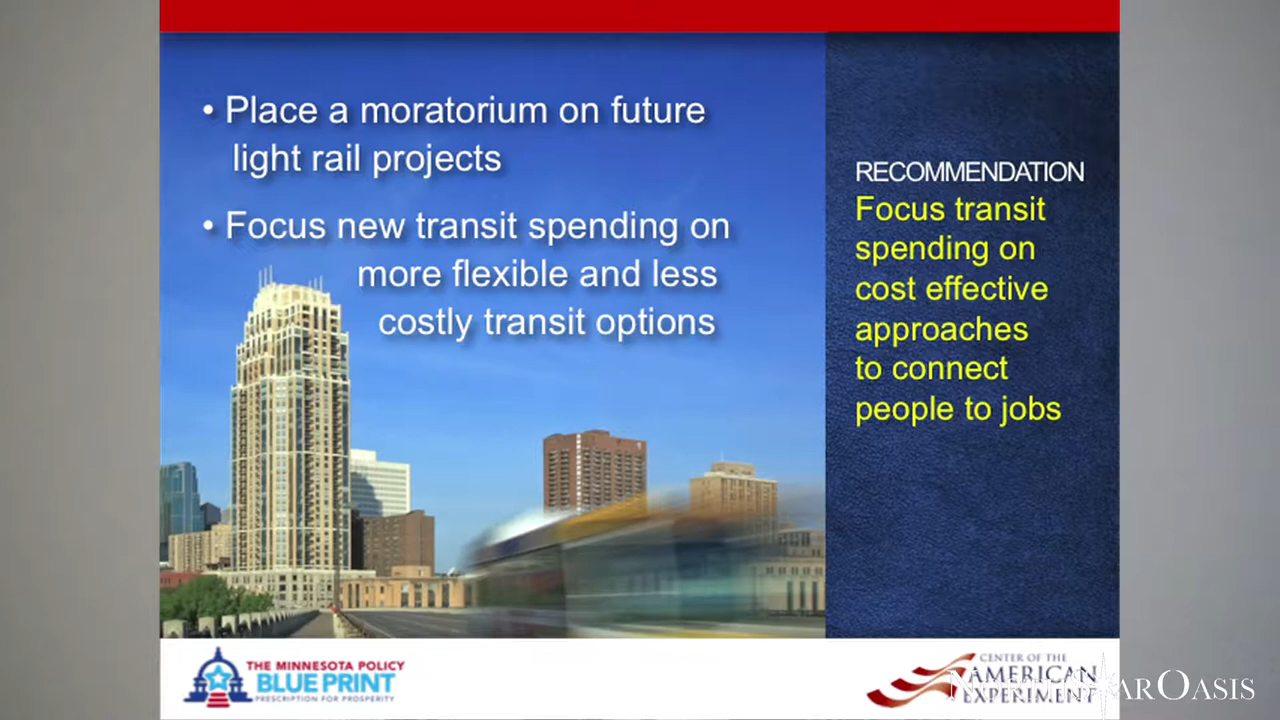 • Place a moratorium on future
light rail projects
• Focus new transit spending on
more flexible and less
costly transit options
RECOMMENDATION
Focus transit
spending on
cost effective
approaches
to connect
people to jobs
THE MINNESOTA POLICY
BLUE PRINT
PRESCRIPTION FOR PROSPERITY
CENTER OF THE
AMERICAN
EXPERIMENT
OASIS